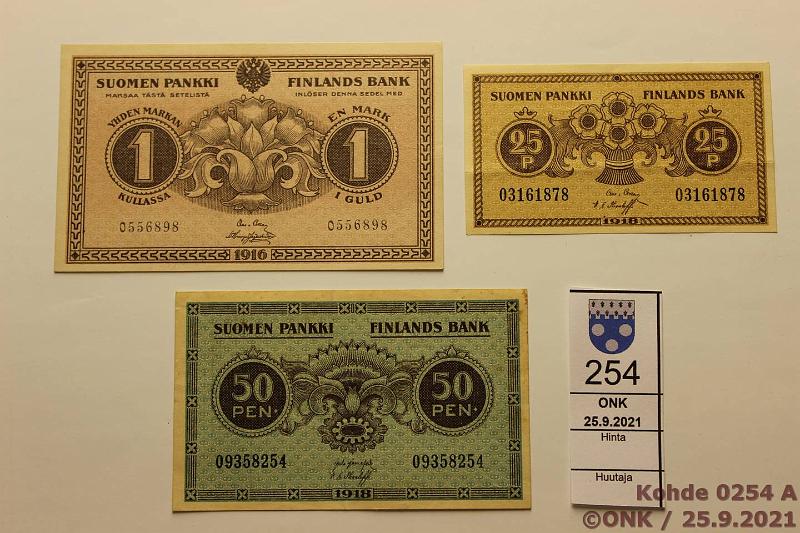 SUOMEN PANKKI FINLANDS BANK
MAKSAA TÄSTÄ SETELISTÄ INLÖSER DENNA SEDEL MED
YHDEN MARKAN EN MARK
1 1
KULLASSA I GULD
0556898 0556898
1916
SUOMEN PANKKI FINLANDS BANK
25 P 25 P
03161878 03161878
1918
SUOMEN PANKKI FINLANDS BANK
50 PEN. 50 PEN.
09358254 09358254
1918
254
ONK
25.9.2021
Hinta
Huutaja
Kohde 0254 A
©ONK / 25.9.2021